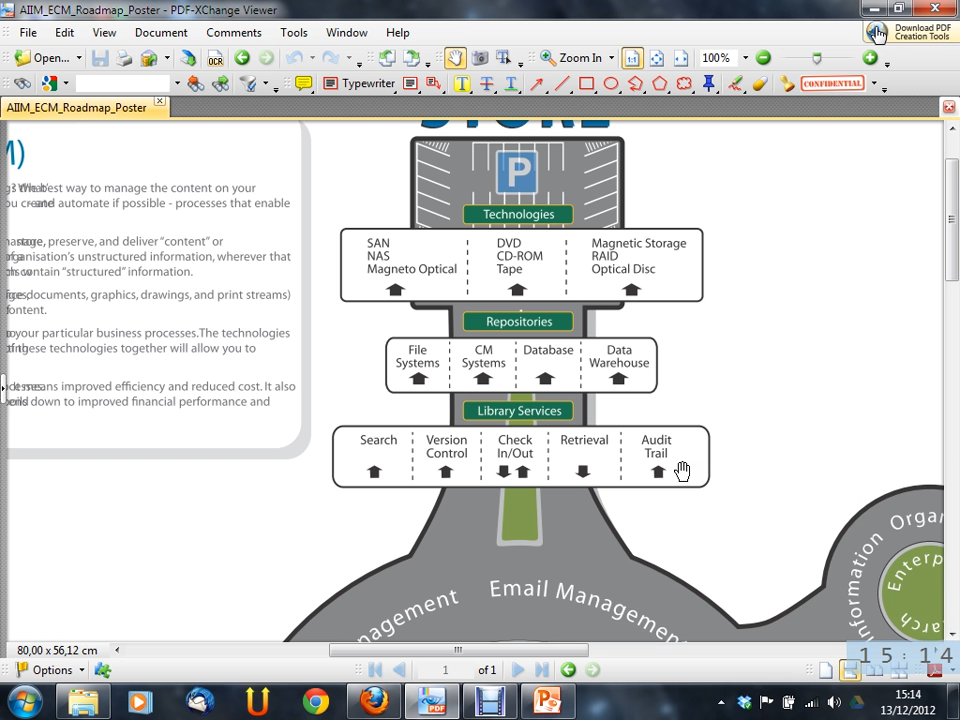 AIIM_ECM_Roadmap_Poster - PDF-XChange Viewer
File Edit View Document Comments Tools Window Help
Download PDF
Creation Tools
Open... OCR Zoom In 100%
Typewriter CONFIDENTIAL
AIIM_ECM_Roadmap_Poster
STORE
P
Technologies
SAN
NAS
Magneto Optical
DVD
CD-ROM
Tape
Magnetic Storage
RAID
Optical Disc
Repositories
File
Systems
CM
Systems
Database
Data
Warehouse
Library Services
Search
Version
Control
Check
In/Out
Retrieval
Audit
Trail
best way to manage the content on your
and automate if possible - processes that enable
preserve, and deliver “content” or
unstructured information, wherever that
contain “structured” information.
documents, graphics, drawings, and print streams)
your particular business processes.The technologies
these technologies together will allow you to
means improved efficiency and reduced cost. It also
down to improved financial performance and
Email Management
Information
80,00 x 56,12 cm
Options
1 of 1
15:14
15:14
13/12/2012